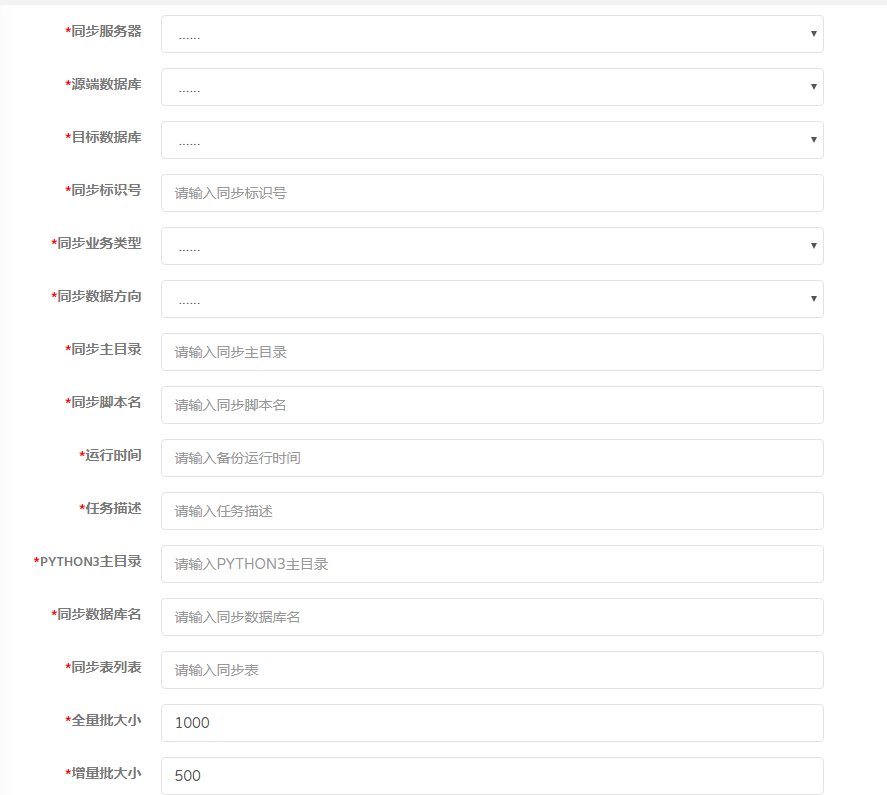 *同步服务器 ......
*源端数据库 ......
*目标数据库 ......
*同步标识号 请输入同步标识号
*同步业务类型 ......
*同步数据方向 ......
*同步主目录 请输入同步主目录
*同步脚本名 请输入同步脚本名
*运行时间 请输入备份运行时间
*任务描述 请输入任务描述
*PYTHON3主目录 请输入PYTHON3主目录
*同步数据库名 请输入同步数据库名
*同步表列表 请输入同步表
*全量批大小 1000
*增量批大小 500